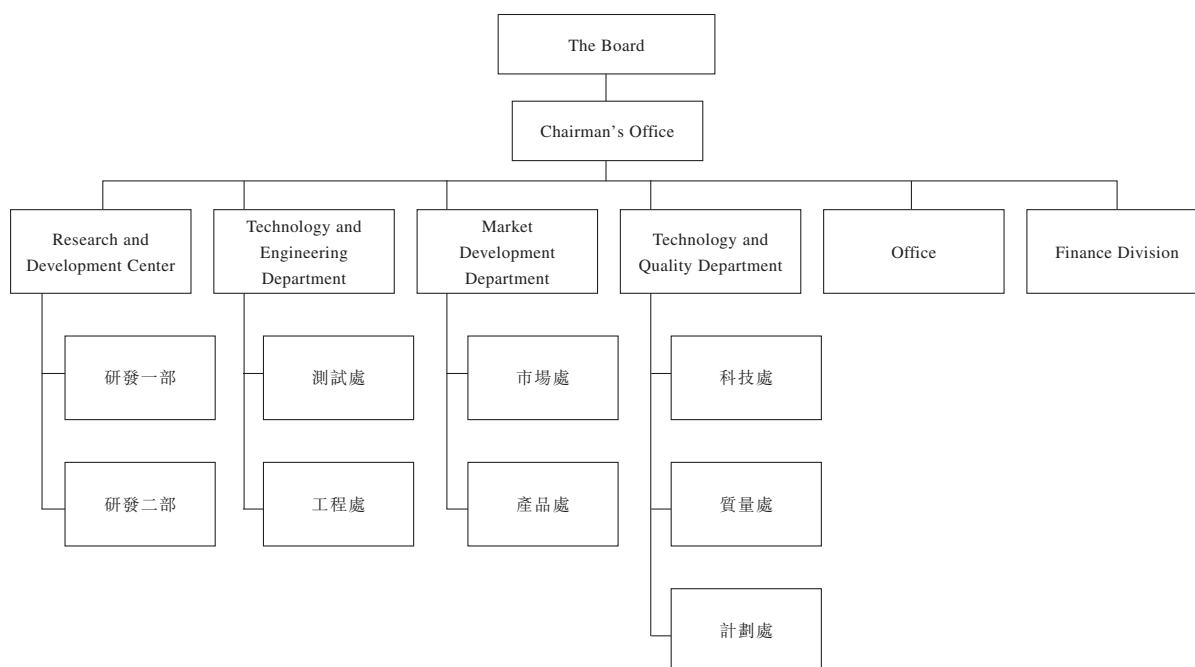 The Board
Chairman's Office
Research and
Development Center
Technology and
Engineering
Department
Market
Development
Department
Technology and
Quality Department
Office
Finance Division
研發一部
測試處
市場處
科技處
研發二部
工程處
產品處
質量處
計劃處